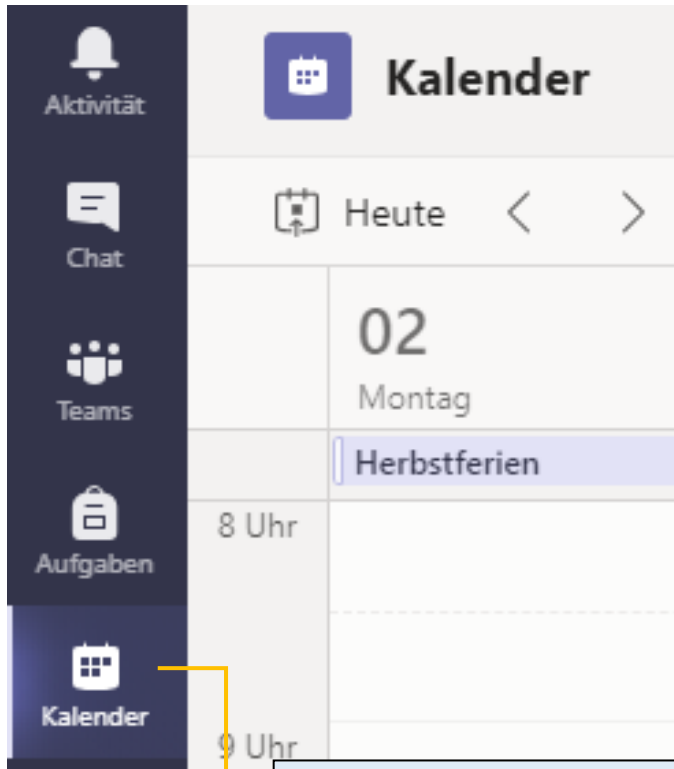 Aktivität
Chat
Teams
Aufgaben
Kalender
Kalender
Heute
02
Montag
Herbstferien
8 Uhr
9 Uhr